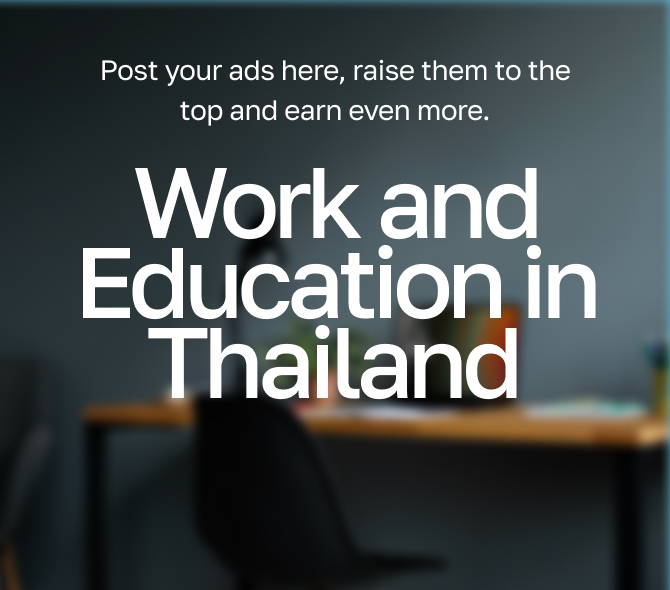 Post your ads here, raise them to the
top and earn even more.
Work and
Education in
Thailand